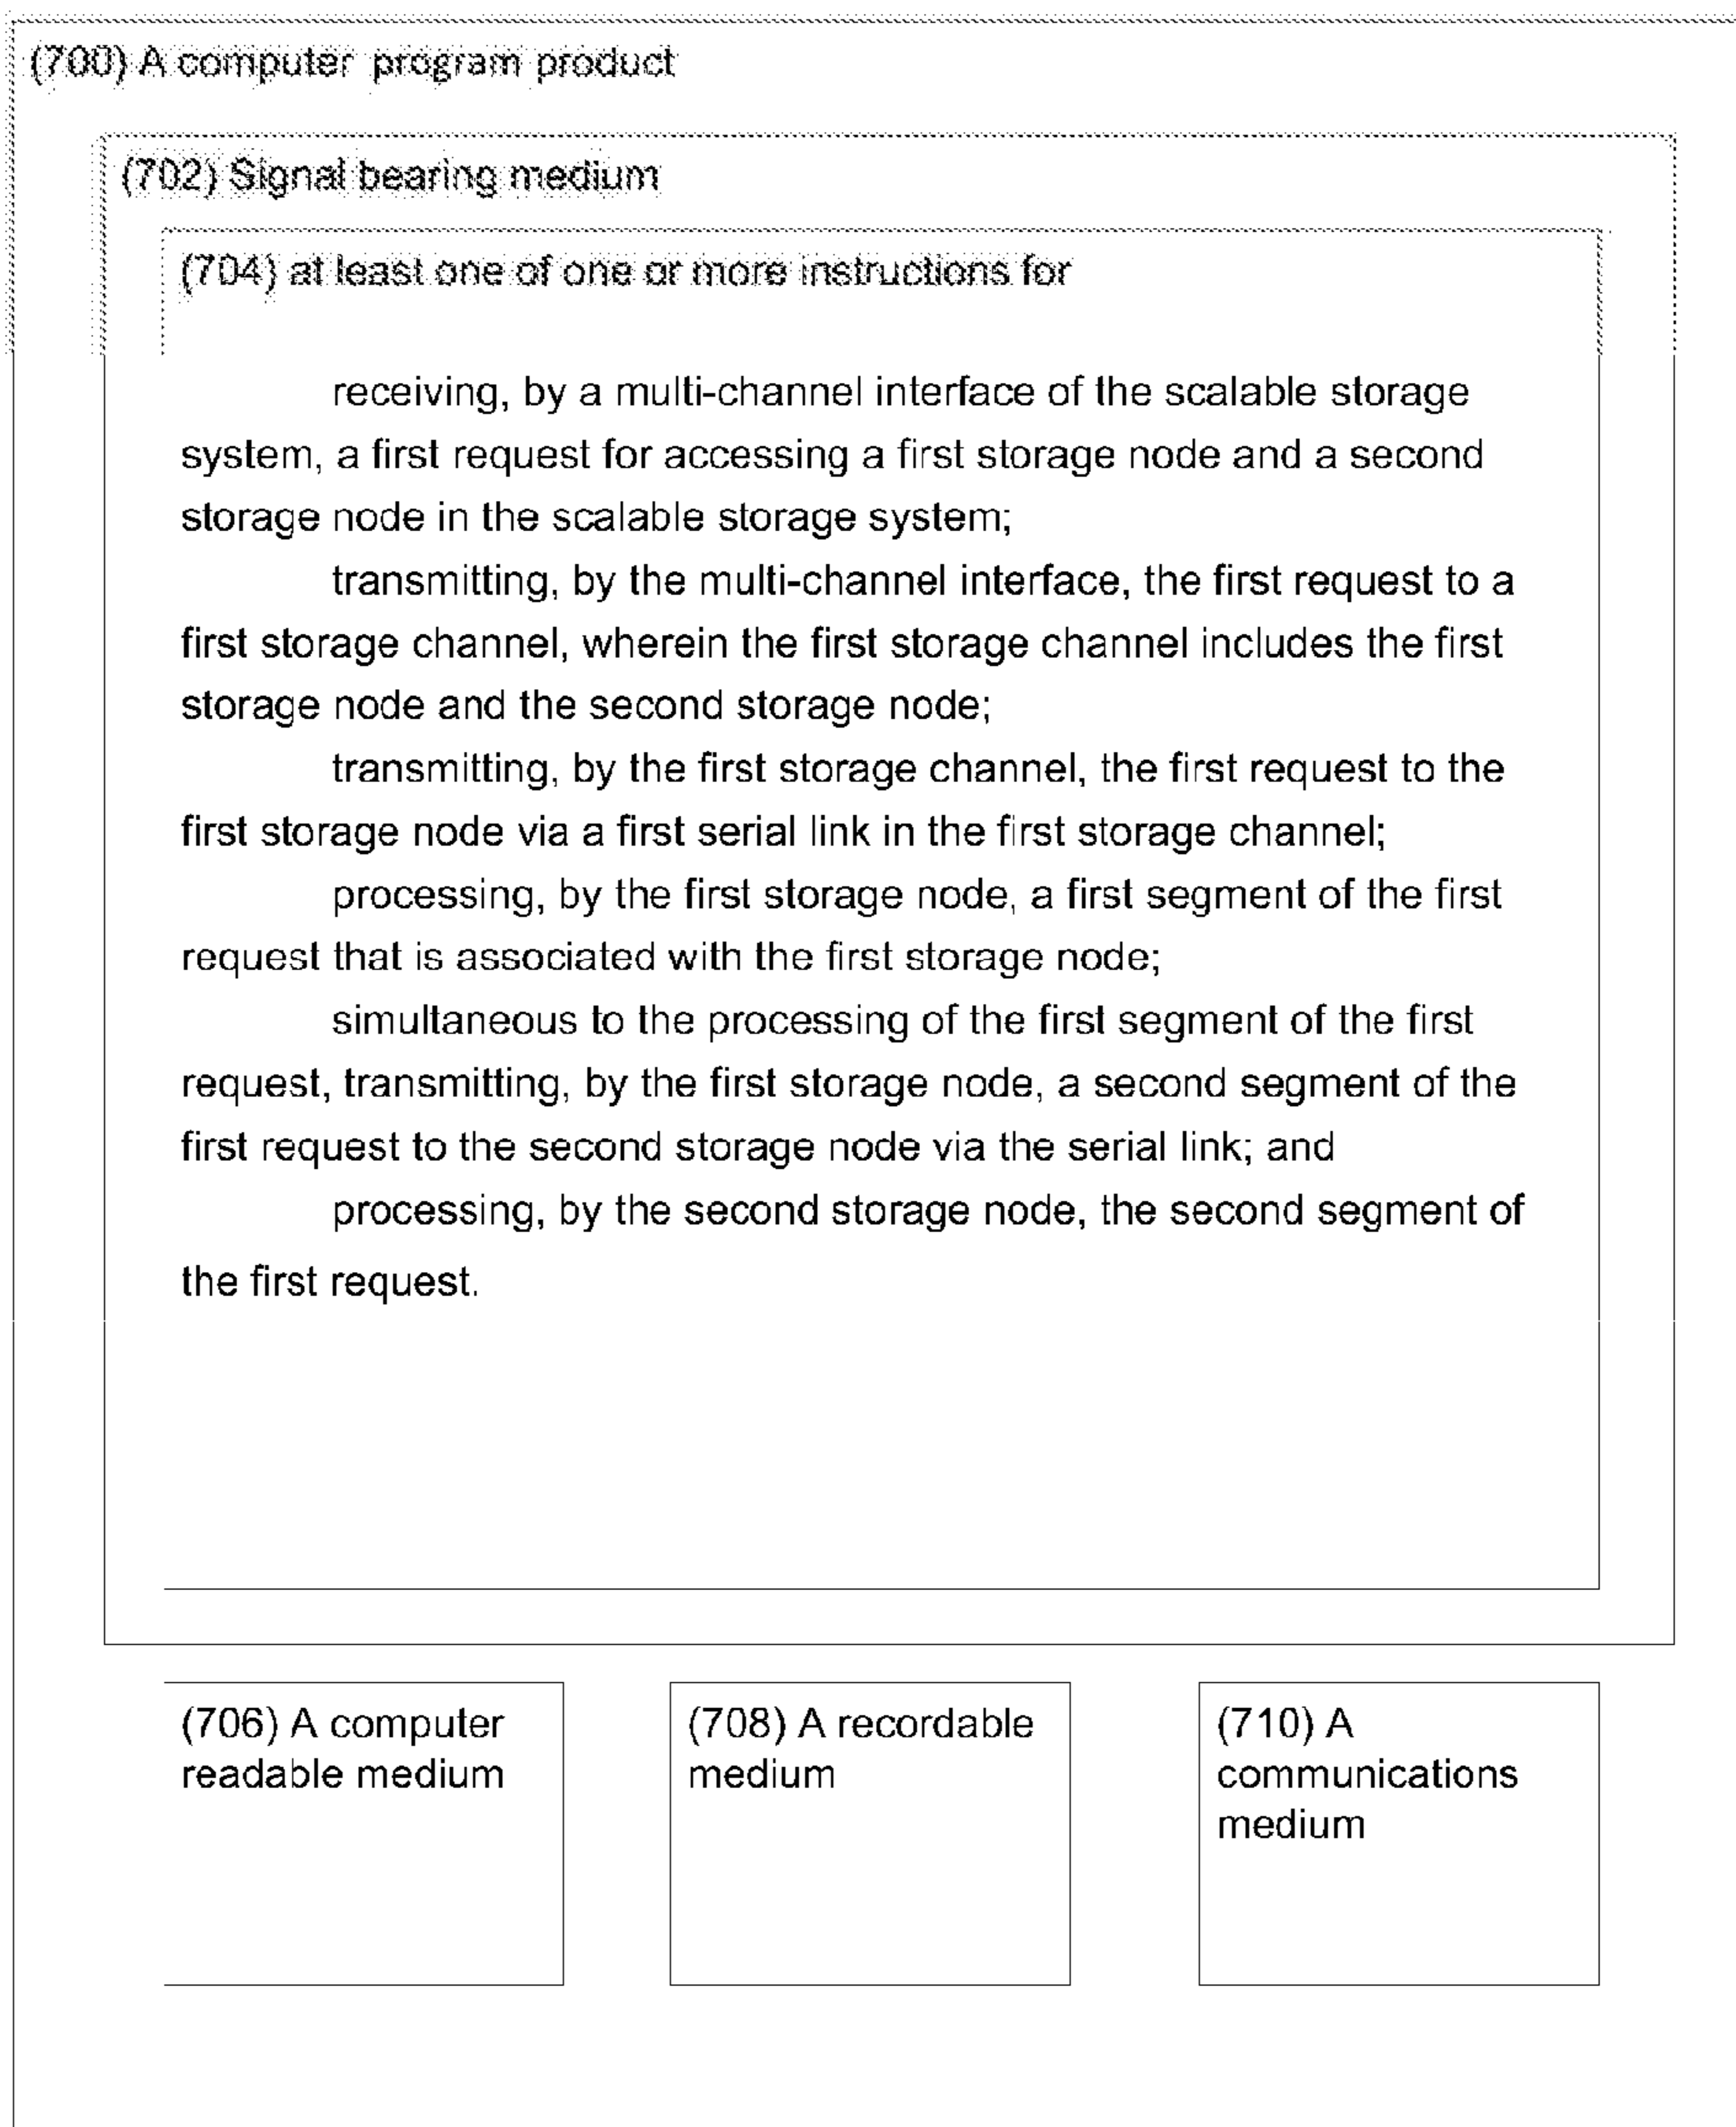 (700) A computer program product
(702) Signal bearing medium
(704) at least one of one or more instructions for
receiving, by a multi-channel interface of the scalable storage
system, a first request for accessing a first storage node and a second
storage node in the scalable storage system;
transmitting, by the multi-channel interface, the first request to a
first storage channel, wherein the first storage channel includes the first
storage node and the second storage node;
transmitting, by the first storage channel, the first request to the
first storage node via a first serial link in the first storage channel;
processing, by the first storage node, a first segment of the first
request that is associated with the first storage node;
simultaneous to the processing of the first segment of the first
request, transmitting, by the first storage node, a second segment of the
first request to the second storage node via the serial link; and
processing, by the second storage node, the second segment of
the first request.
(706) A computer
readable medium
(708) A recordable
medium
(710) A
communications
medium